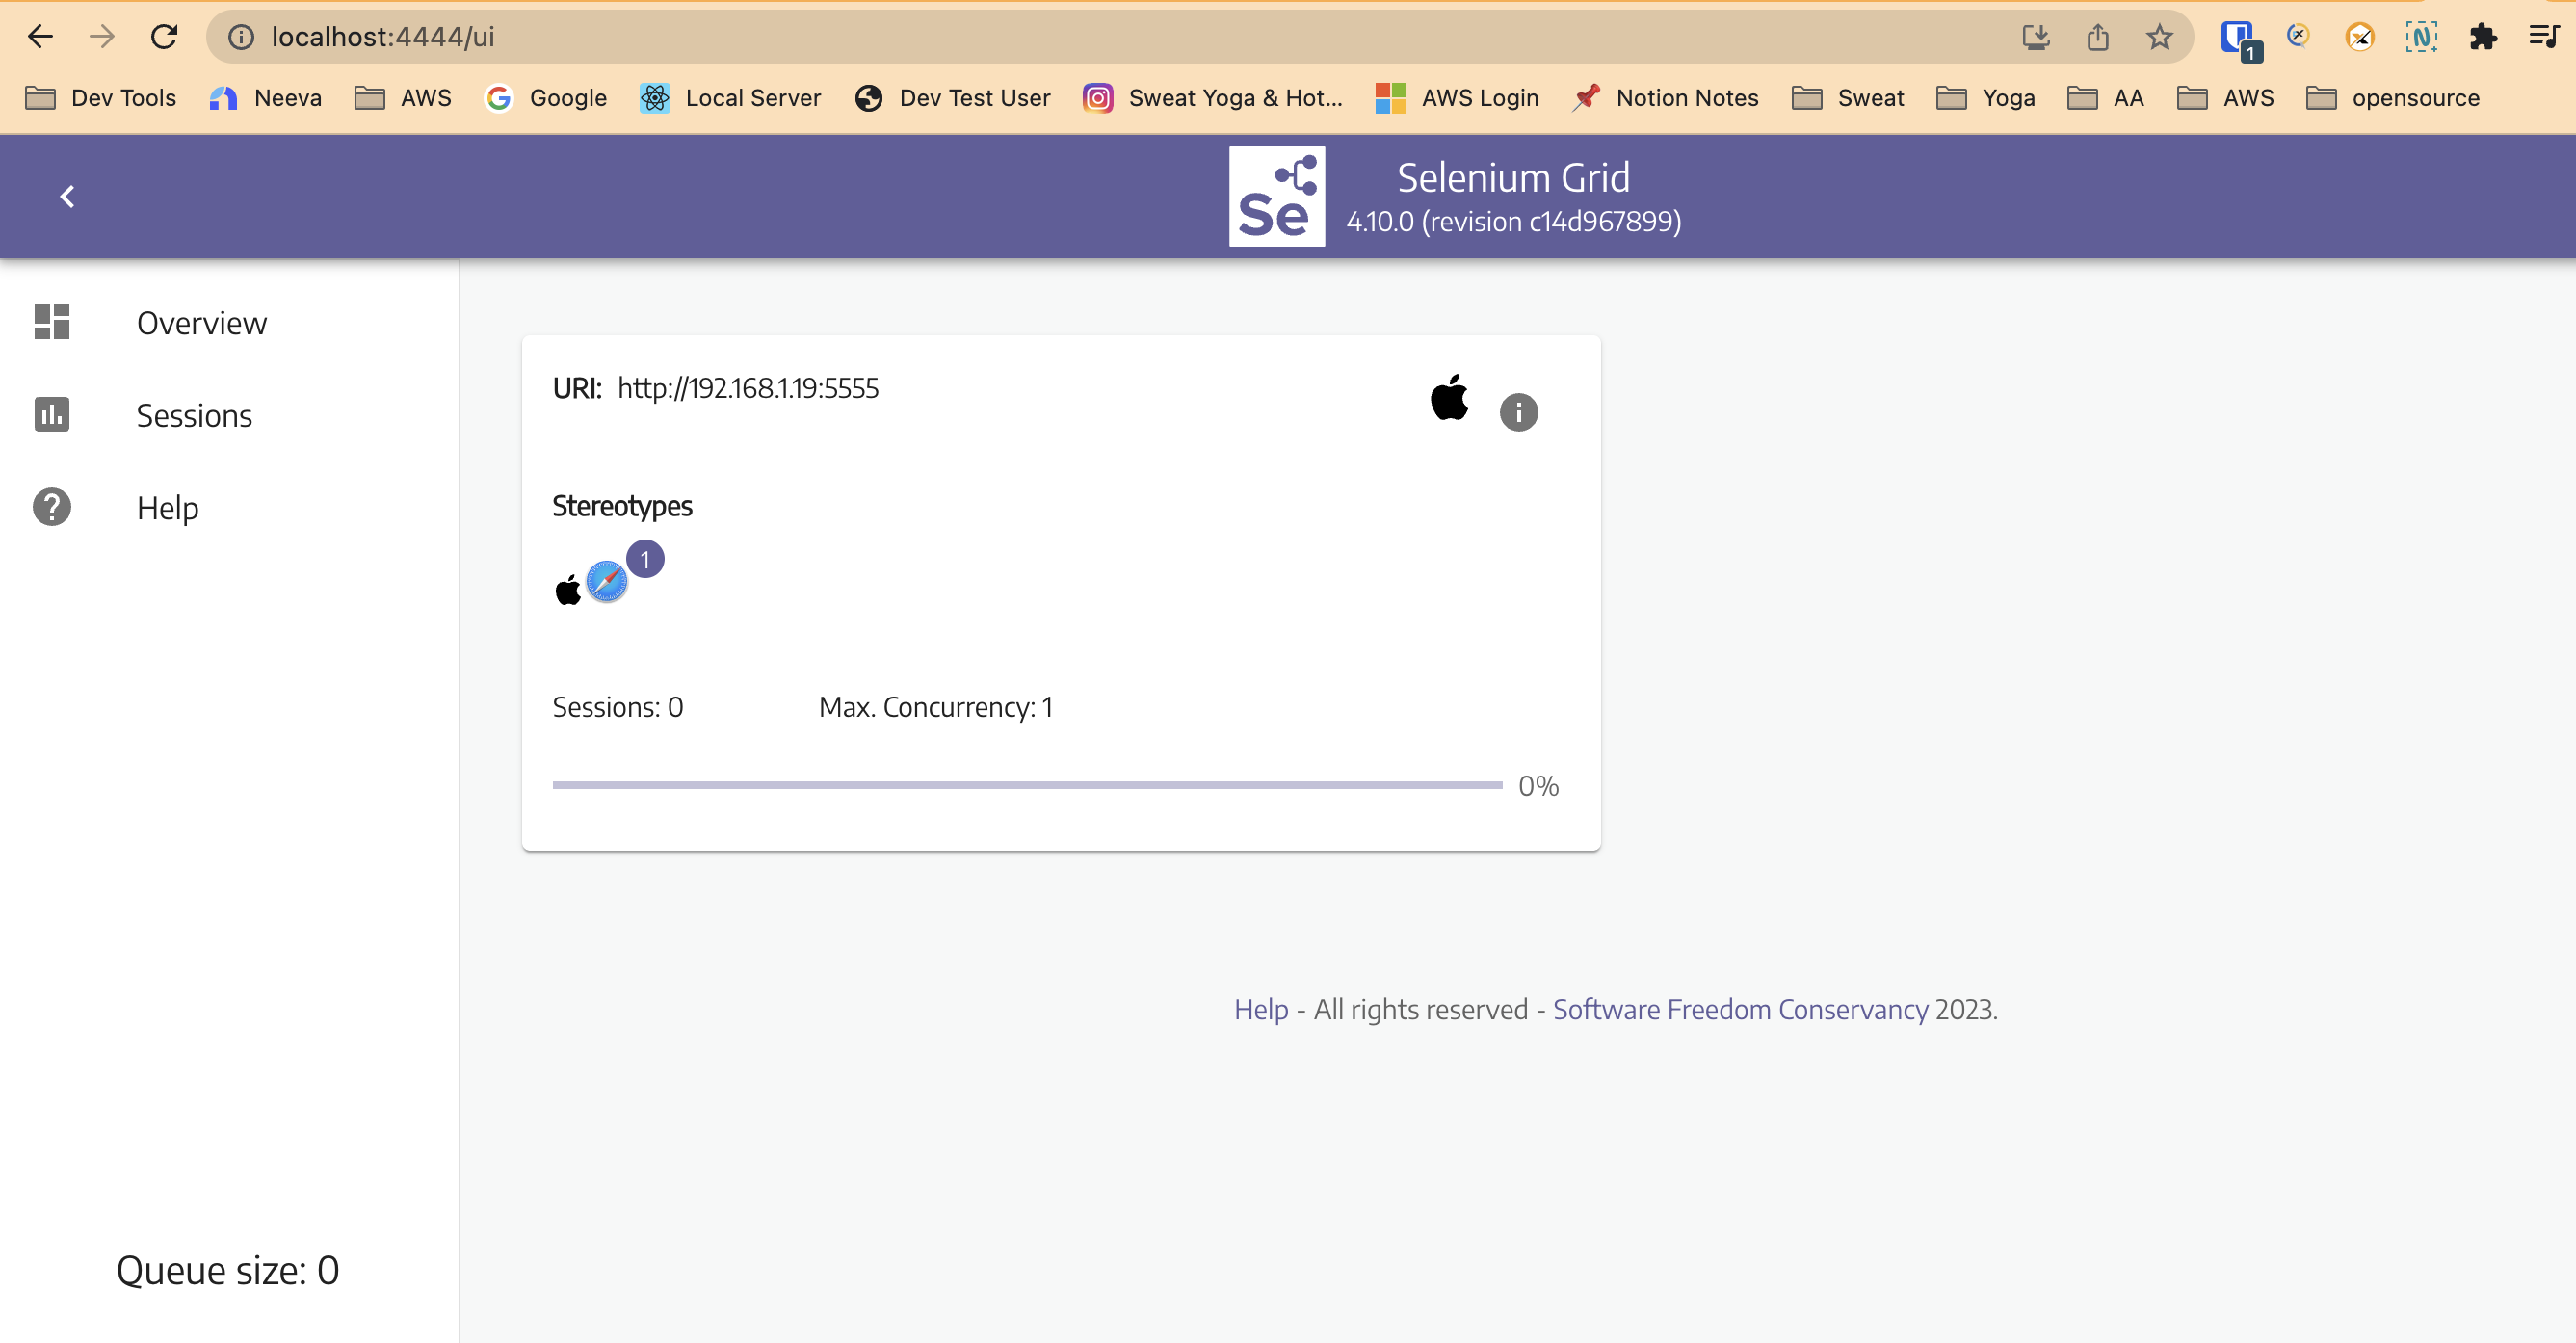 localhost:4444/ui
1
Dev Tools Neeva AWS Google Local Server Dev Test User Sweat Yoga & Hot... AWS Login Notion Notes Sweat Yoga AA AWS opensource
Se
Selenium Grid
4.10.0 (revision c14d967899)
Overview
Sessions
Help
URI: http://192.168.1.19:5555
Stereotypes
1
Sessions: 0 Max. Concurrency: 1
0%
Help - All rights reserved - Software Freedom Conservancy 2023.
Queue size: 0